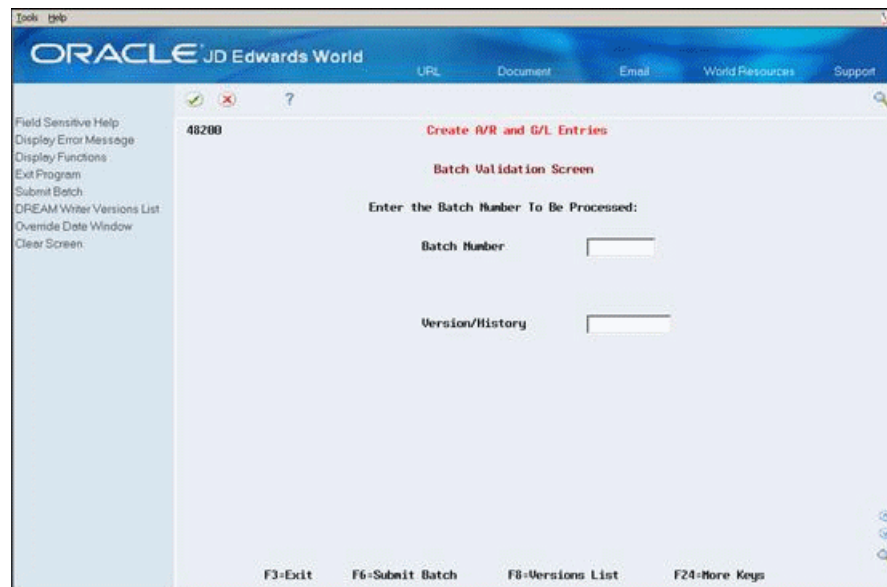 Tools Help
ORACLE JD Edwards World
URL Document Email World Resources Support
?
Field Sensitive Help
Display Error Message
Display Functions
Exit Program
Submit Batch
DREAM Writer Versions List
Override Date Window
Clear Screen
48200 Create A/R and G/L Entries
Batch Validation Screen
Enter the Batch Number To Be Processed:
Batch Number
Version/History
F3=Exit F6=Submit Batch F8=Versions List F24=More Keys